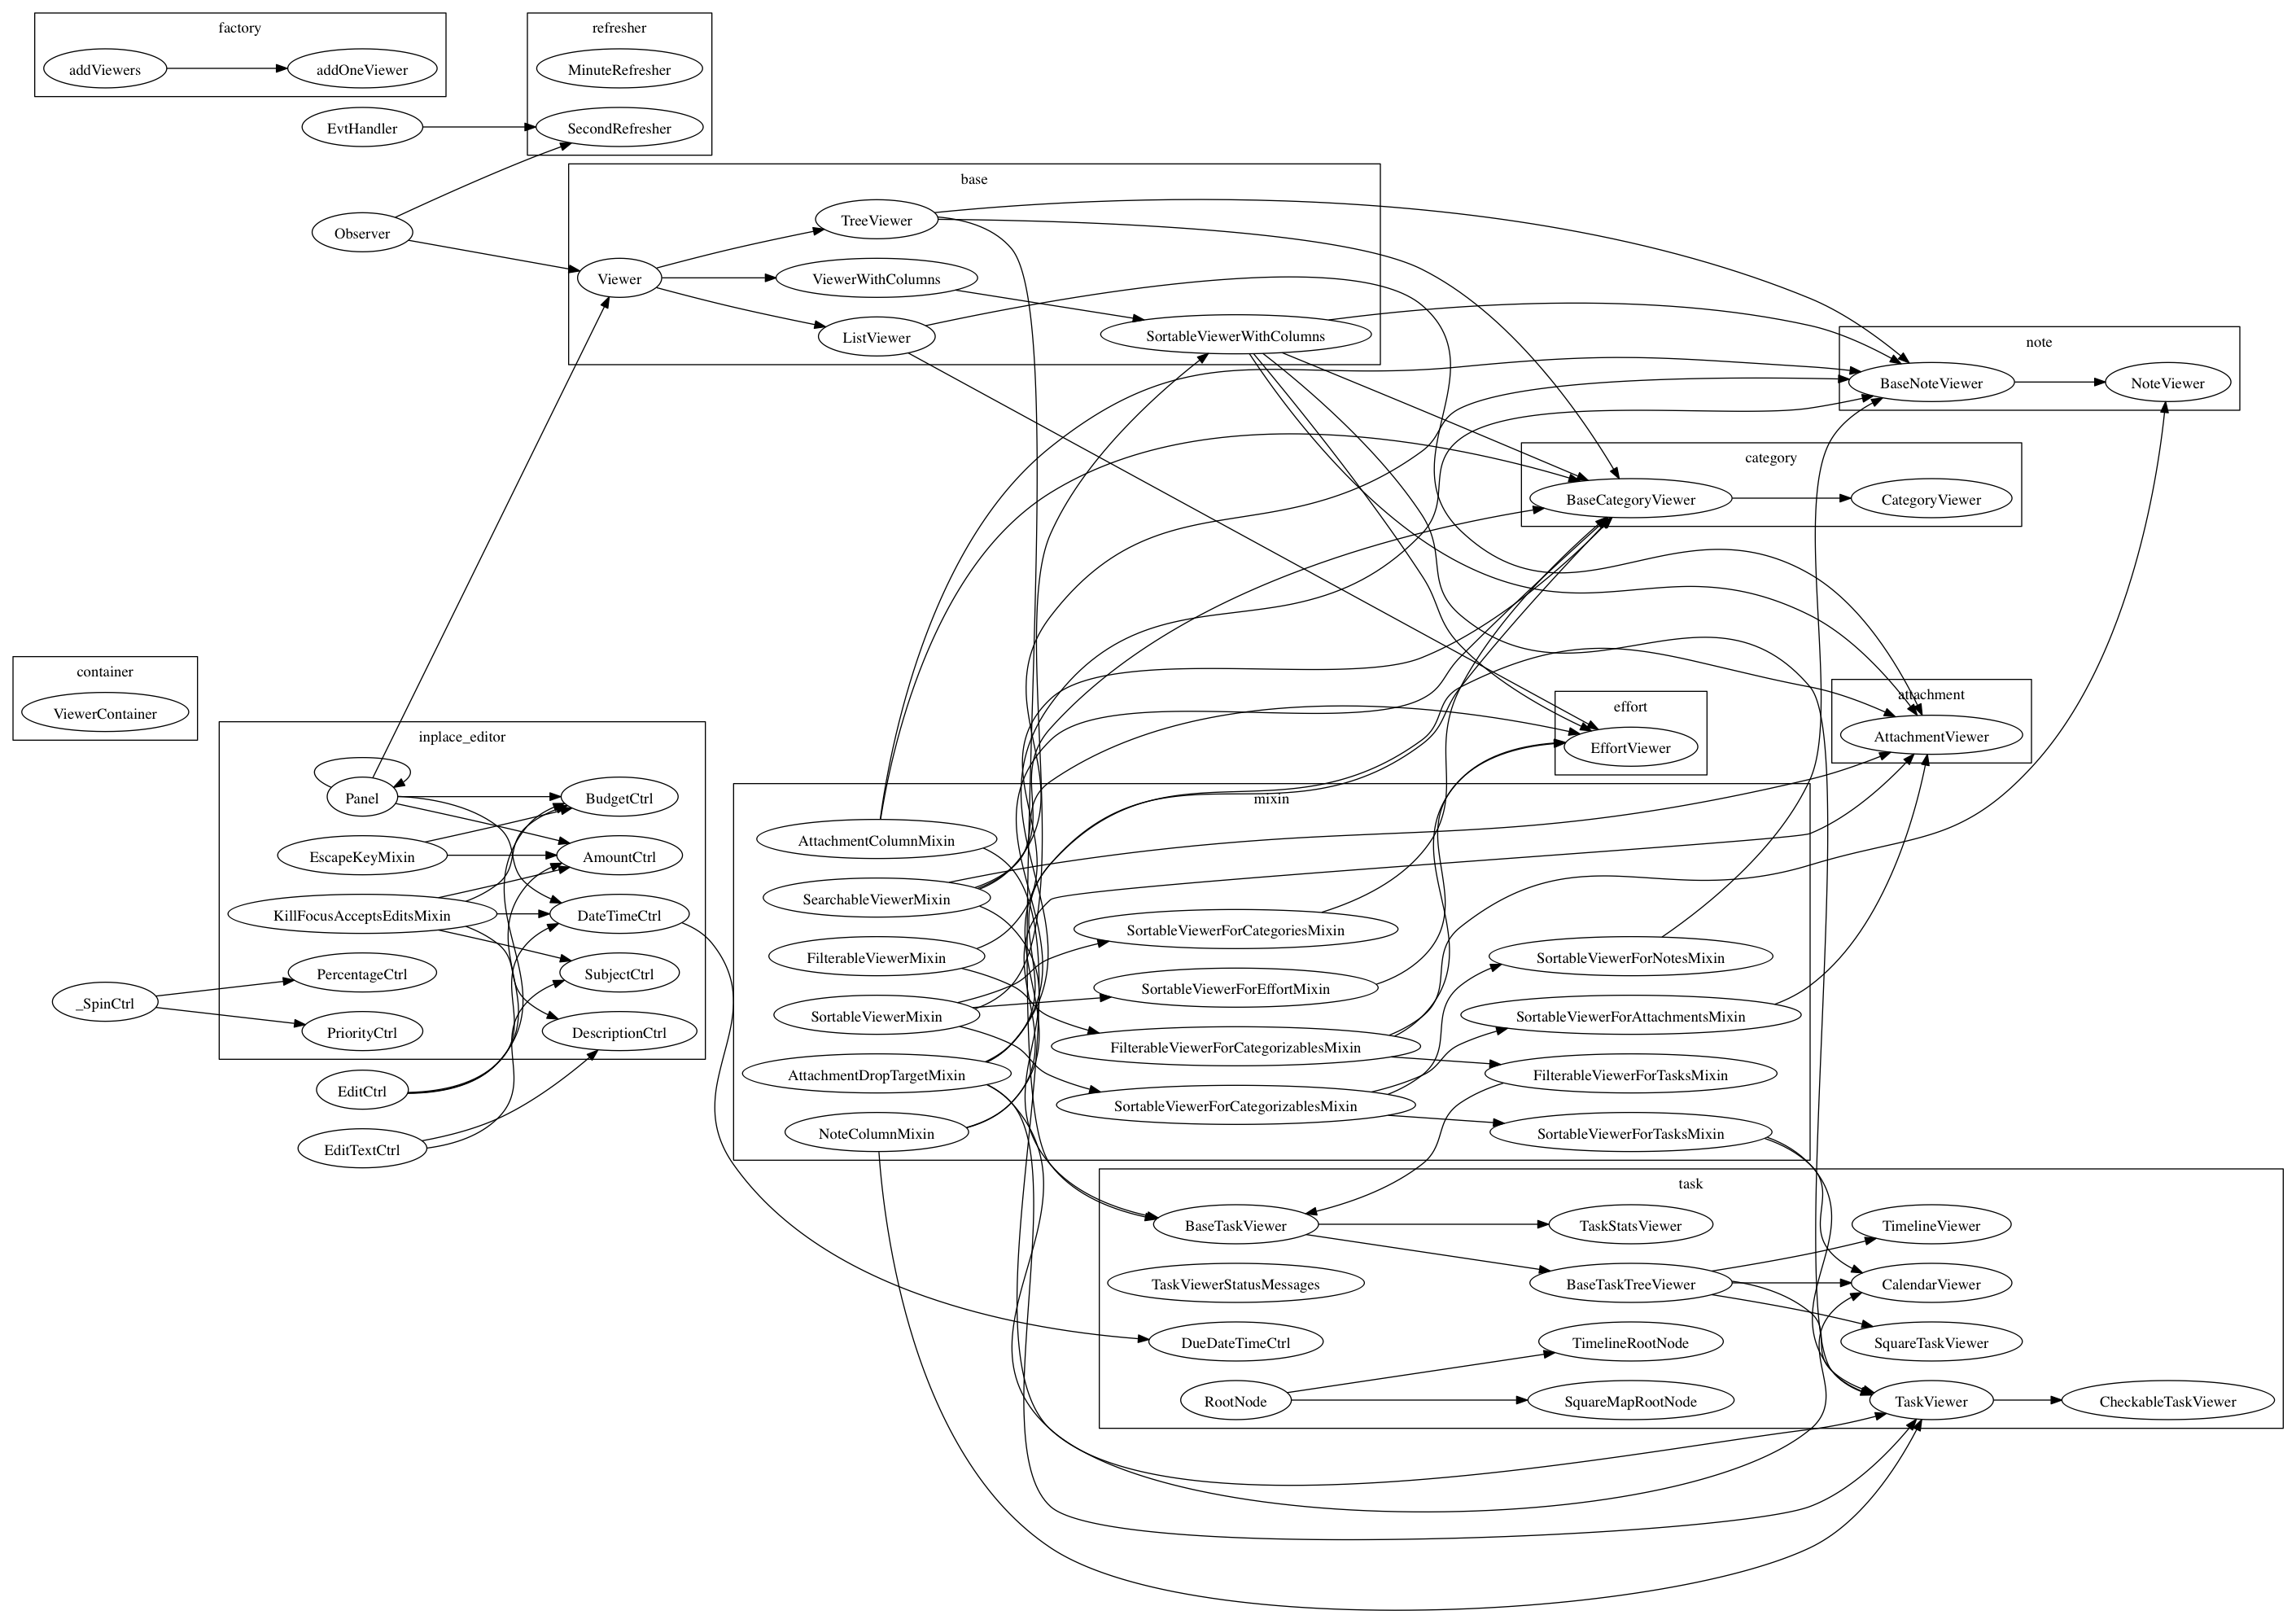 factory
addViewers
addOneViewer
refresher
MinuteRefresher
SecondRefresher
EvtHandler
Observer
base
TreeViewer
Viewer
ViewerWithColumns
ListViewer
SortableViewerWithColumns
note
BaseNoteViewer
NoteViewer
category
BaseCategoryViewer
CategoryViewer
container
ViewerContainer
effort
EffortViewer
attachment
AttachmentViewer
inplace_editor
Panel
BudgetCtrl
EscapeKeyMixin
AmountCtrl
KillFocusAcceptsEditsMixin
DateTimeCtrl
PercentageCtrl
SubjectCtrl
_SpinCtrl
PriorityCtrl
DescriptionCtrl
EditCtrl
EditTextCtrl
mixin
AttachmentColumnMixin
SearchableViewerMixin
SortableViewerForCategoriesMixin
FilterableViewerMixin
SortableViewerForNotesMixin
SortableViewerForEffortMixin
SortableViewerMixin
SortableViewerForAttachmentsMixin
FilterableViewerForCategorizablesMixin
AttachmentDropTargetMixin
FilterableViewerForTasksMixin
SortableViewerForCategorizablesMixin
NoteColumnMixin
SortableViewerForTasksMixin
task
BaseTaskViewer
TaskStatsViewer
TimelineViewer
TaskViewerStatusMessages
BaseTaskTreeViewer
CalendarViewer
DueDateTimeCtrl
TimelineRootNode
SquareTaskViewer
RootNode
SquareMapRootNode
TaskViewer
CheckableTaskViewer